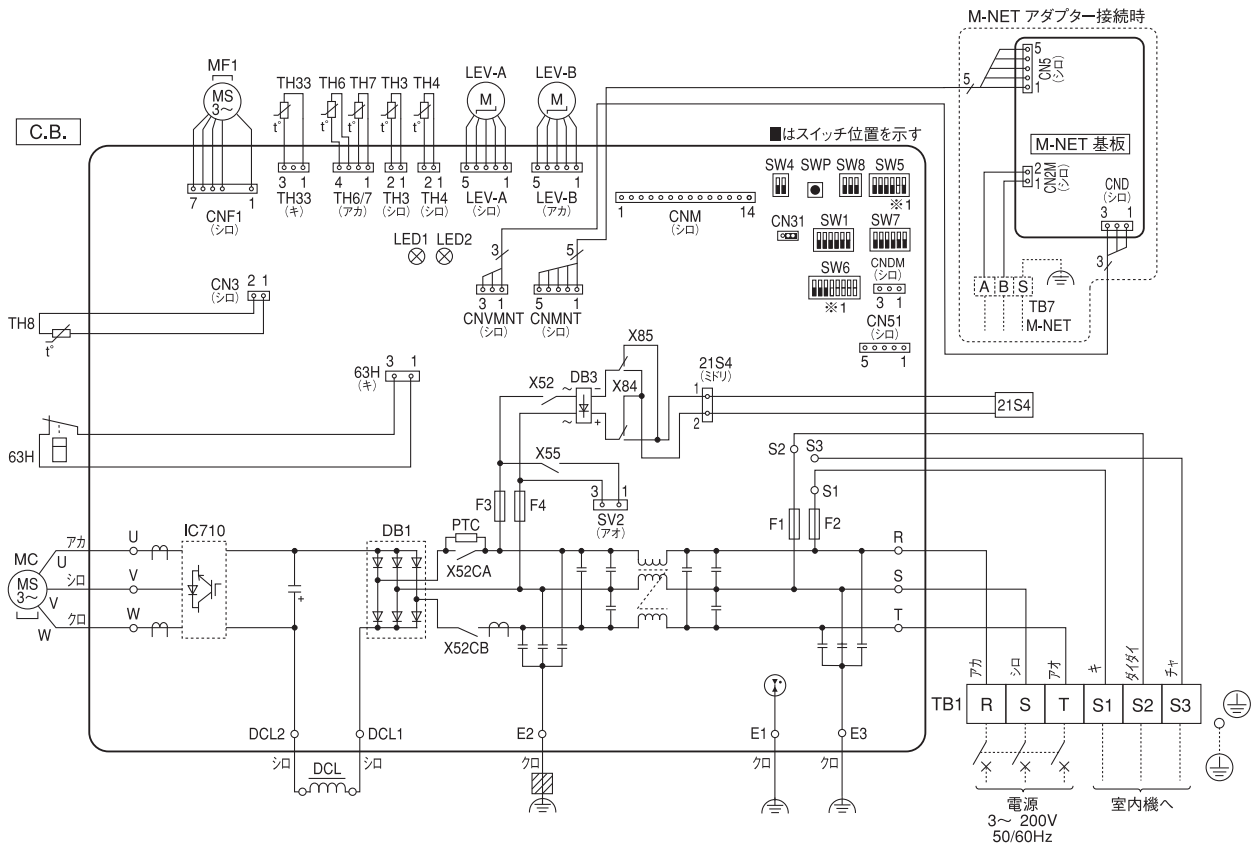 M-NET アダプター接続時
5
CN5
(シロ)
1
5
M-NET 基板
2
1
CN2M
(シロ)
CND
(シロ)
3 1
3
A B S
TB7
M-NET
C.B.
MF1
MS
3～
7 1
CNF1
(シロ)
TH33
t°
3 1
TH33
(キ)
TH6 TH7
t° t°
4 1
TH6/7
(アカ)
TH3
t°
2 1
TH3
(シロ)
TH4
t°
2 1
TH4
(シロ)
LEV-A
M
5 1
LEV-A
(シロ)
LEV-B
M
5 1
LEV-B
(アカ)
■はスイッチ位置を示す
SW4 SWP SW8 SW5
※1
1 14
CNM
(シロ)
CN31
SW1
SW7
SW6
※1
CNDM
(シロ)
3 1
CN51
(シロ)
5 1
LED1 LED2
3
3 1
CNVMNT
(シロ)
5
5 1
CNMNT
(シロ)
CN3
(シロ)
2 1
TH8
t°
63H
(キ)
3 1
63H
X52
DB3
～ −
～ +
X85
X84
21S4
(ミドリ)
1
2
21S4
X55
F3 F4
3 1
SV2
(アオ)
S2 S3
S1
F1 F2
MC
MS
3～
アカ
U
シロ
V
クロ
W
U
V
W
IC710
+
DB1
PTC
X52CA
X52CB
R
S
T
DCL2 DCL1
シロ シロ
DCL
E2
クロ
E1
クロ
E3
クロ
アカ シロ アオ キ ダイダイ チャ
TB1 R S T S1 S2 S3
電源
3～ 200V
50/60Hz
室内機へ